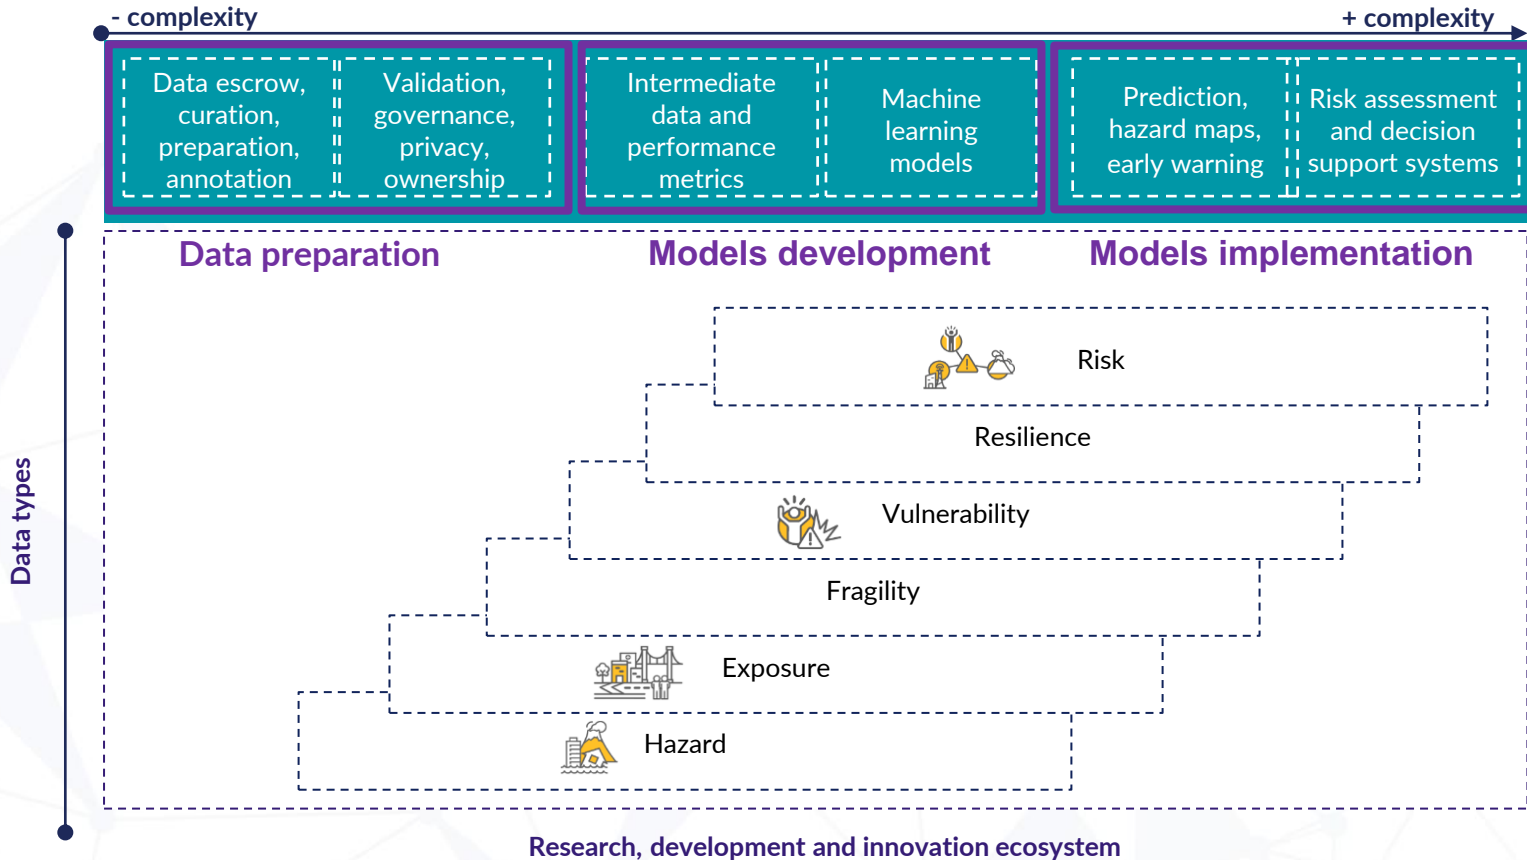 - complexity
+ complexity
Data escrow,
curation,
preparation,
annotation
Validation,
governance,
privacy,
ownership
Intermediate
data and
performance
metrics
Machine
learning
models
Prediction,
hazard maps,
early warning
Risk assessment
and decision
support systems
Data preparation
Models development
Models implementation
Risk
Resilience
Vulnerability
Fragility
Exposure
Hazard
Data types
Research, development and innovation ecosystem